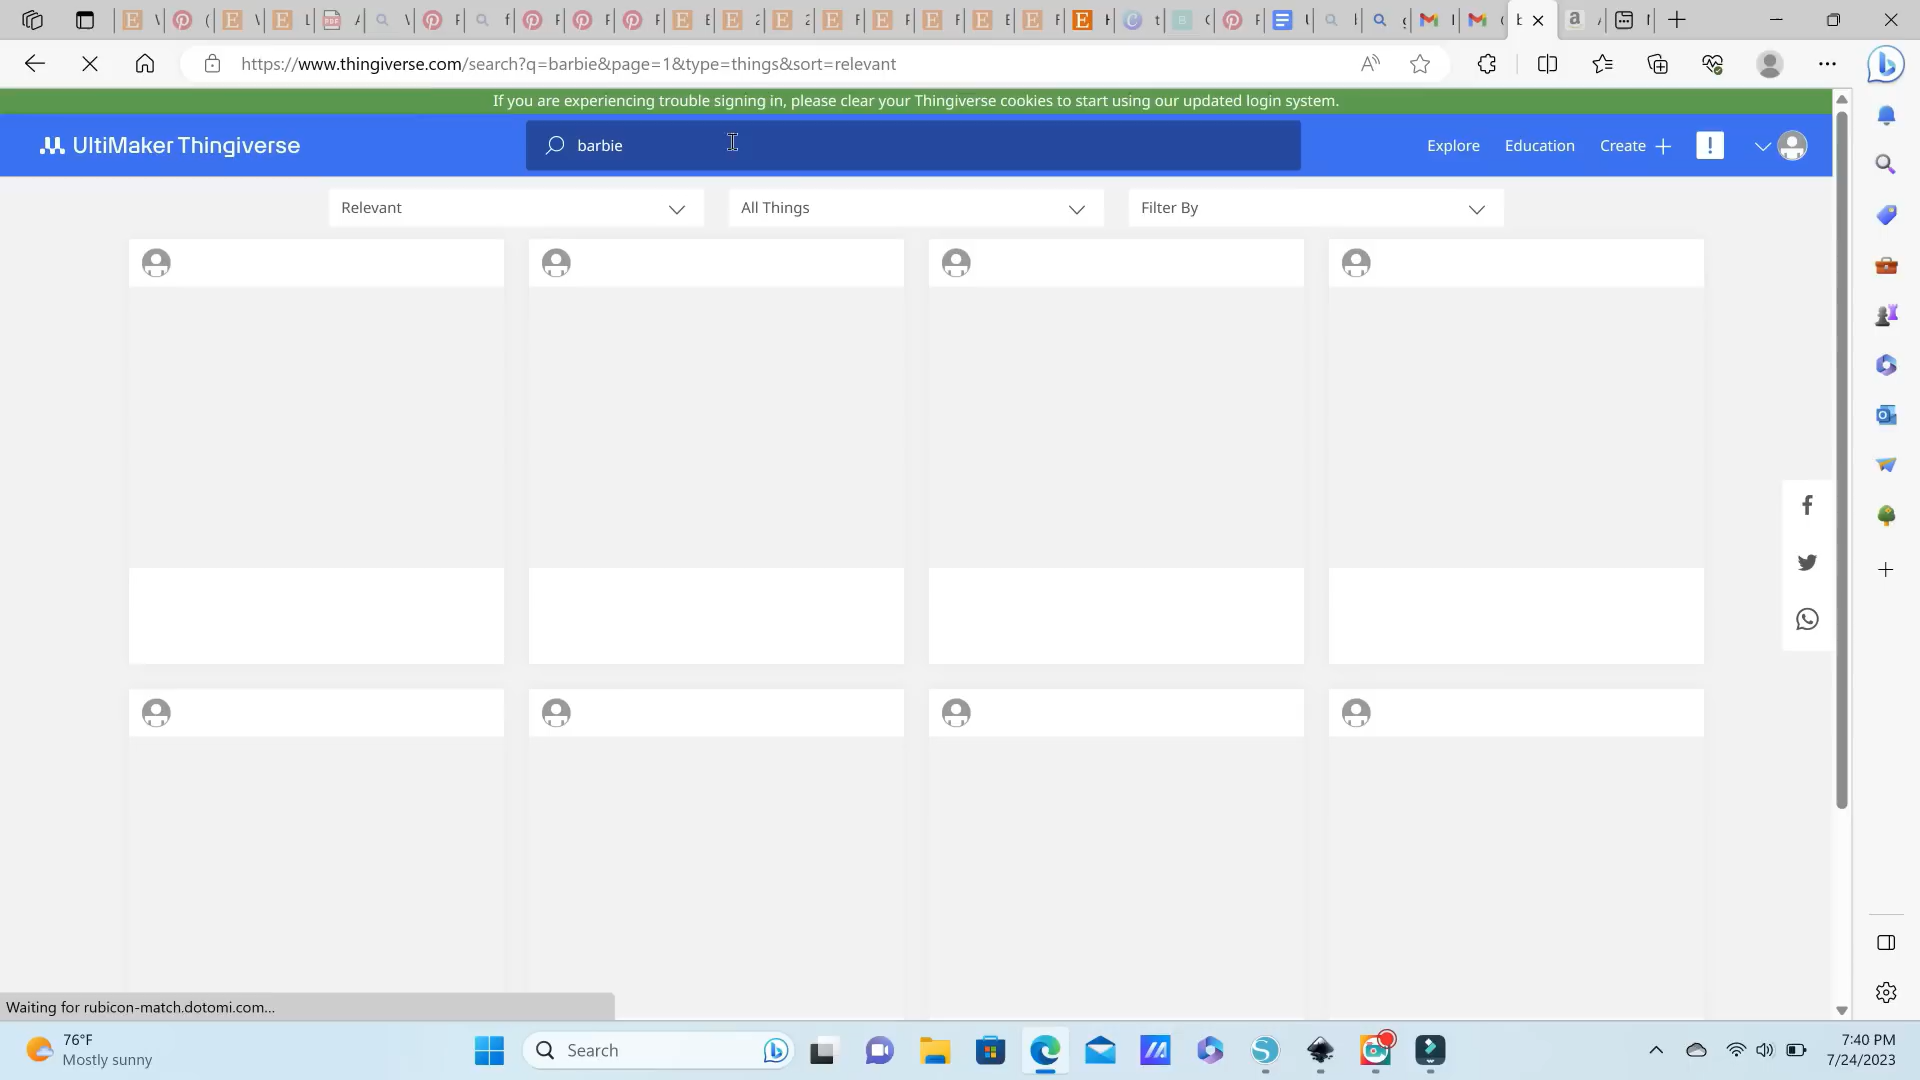 https://www.thingiverse.com/search?q=barbie&page=1&type=things&sort=relevant
If you are experiencing trouble signing in, please clear your Thingiverse cookies to start using our updated login system.
UltiMaker Thingiverse
barbie
Explore
Education
Create
Relevant
All Things
Filter By
Waiting for rubicon-match.dotomi.com...
76°F
Mostly sunny
Search
7:40 PM
7/24/2023